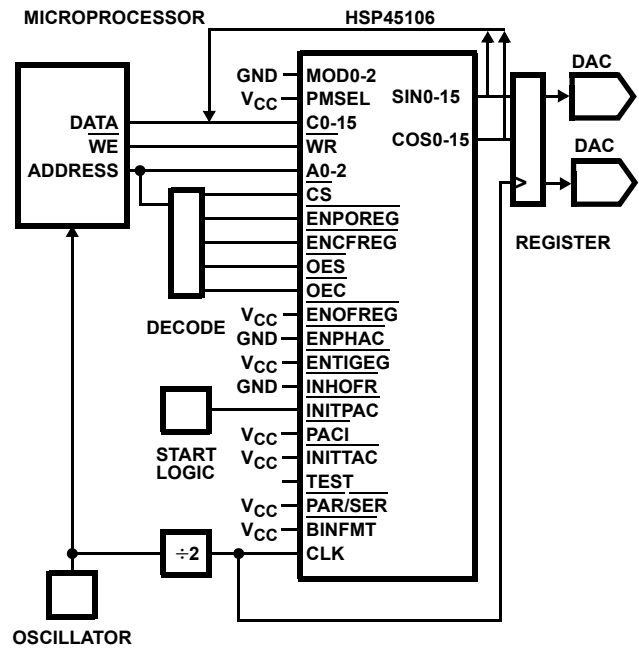 MICROPROCESSOR
HSP45106
DATA
WE
ADDRESS
GND
VCC
MOD0-2
PMSEL
C0-15
WR
A0-2
CS
ENPOREG
ENCFREG
OES
OEC
ENOFREG
ENPHAC
ENTIGEG
INHOFR
INITPAC
PACI
INITTAC
TEST
PAR/SER
BINFMT
CLK
SIN0-15
COS0-15
DAC
DAC
>
REGISTER
DECODE
VCC
GND
VCC
GND
START
LOGIC
VCC
VCC
VCC
VCC
÷2
OSCILLATOR